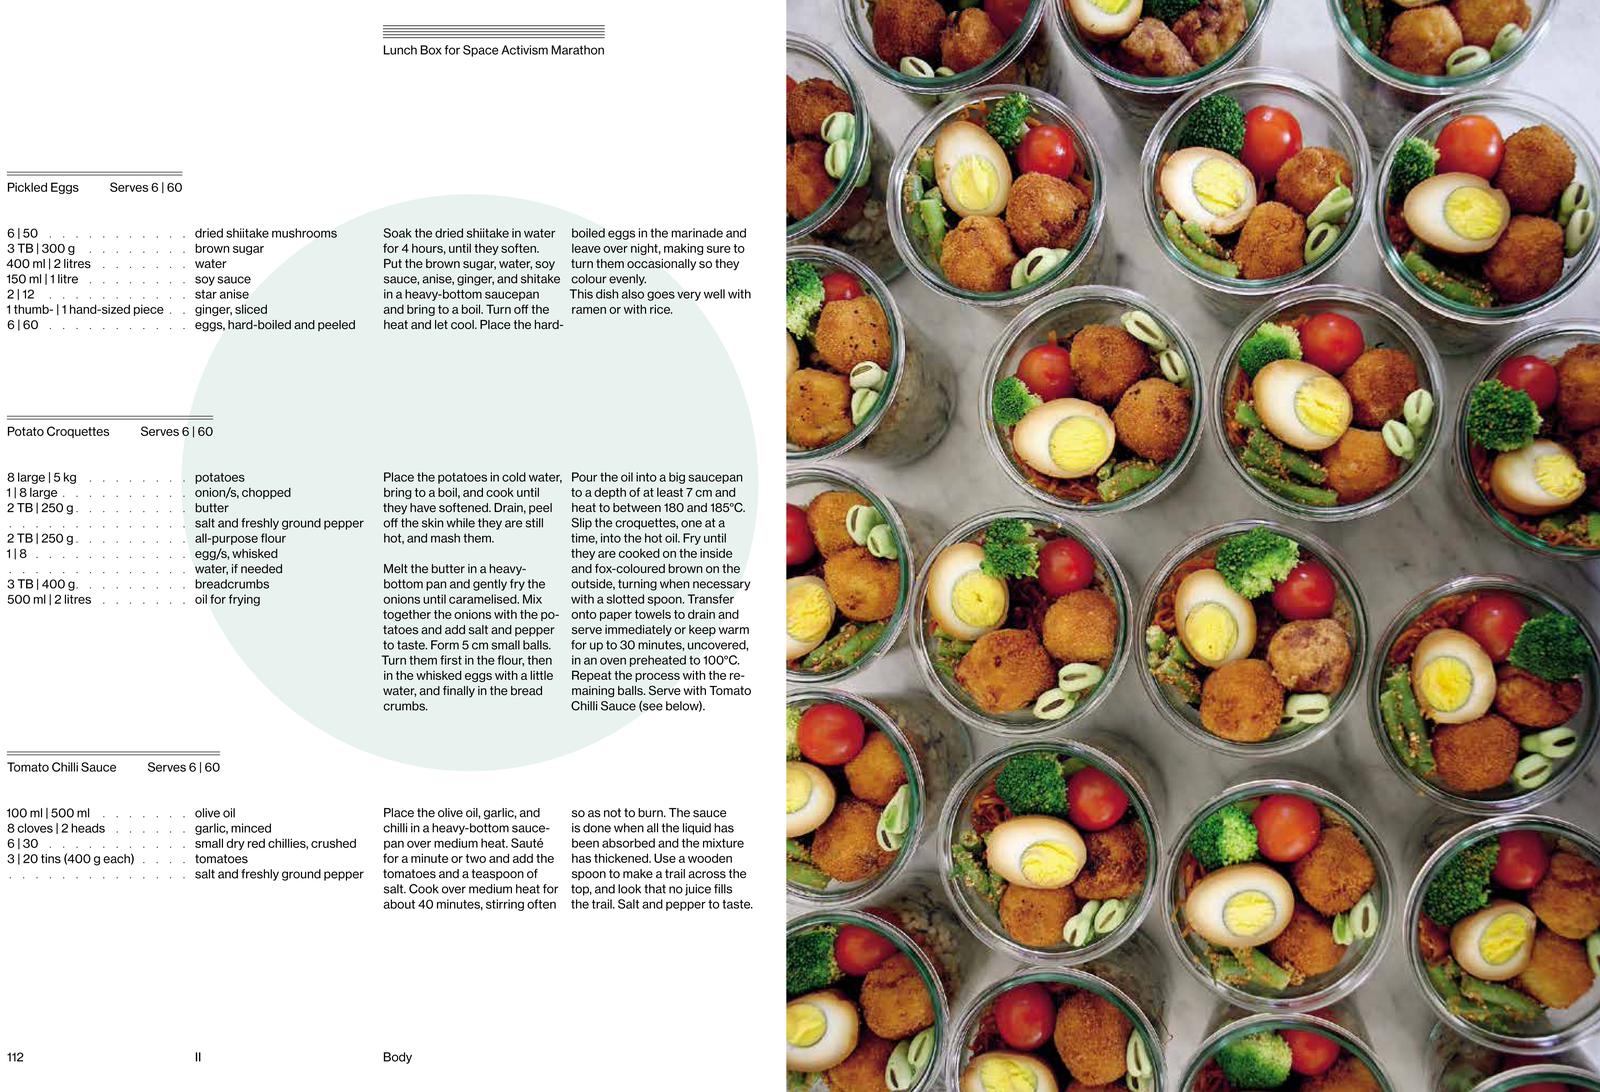 Lunch Box for Space Activism Marathon
Pickled Eggs Serves 6 | 60
6 | 50 . . . . . . . . . . . dried shiitake mushrooms
3 TB | 300 g . . . . . . . . brown sugar
400 ml | 2 litres . . . . . . . water
150 ml | 1 litre . . . . . . . . soy sauce
2 | 12 . . . . . . . . . . . star anise
1 thumb- | 1 hand-sized piece . . ginger, sliced
6 | 60 . . . . . . . . . . . eggs, hard-boiled and peeled
Soak the dried shiitake in water
for 4 hours, until they soften.
Put the brown sugar, water, soy
sauce, anise, ginger, and shitake
in a heavy-bottom saucepan
and bring to a boil. Turn off the
heat and let cool. Place the hard-
boiled eggs in the marinade and
leave over night, making sure to
turn them occasionally so they
colour evenly.
This dish also goes very well with
ramen or with rice.
Potato Croquettes Serves 6 | 60
8 large | 5 kg . . . . . . . . potatoes
1 | 8 large . . . . . . . . . . onion/s, chopped
2 TB | 250 g . . . . . . . . . butter
. . . . . . . . . . . . . . salt and freshly ground pepper
2 TB | 250 g . . . . . . . . . all-purpose flour
1 | 8 . . . . . . . . . . . . egg/s, whisked
. . . . . . . . . . . . . . water, if needed
3 TB | 400 g . . . . . . . . . breadcrumbs
500 ml | 2 litres . . . . . . . oil for frying
Place the potatoes in cold water,
bring to a boil, and cook until
they have softened. Drain, peel
off the skin while they are still
hot, and mash them.
Melt the butter in a heavy-
bottom pan and gently fry the
onions until caramelised. Mix
together the onions with the po-
tatoes and add salt and pepper
to taste. Form 5 cm small balls.
Turn them first in the flour, then
in the whisked eggs with a little
water, and finally in the bread
crumbs.
Pour the oil into a big saucepan
to a depth of at least 7 cm and
heat to between 180 and 185°C.
Slip the croquettes, one at a
time, into the hot oil. Fry until
they are cooked on the inside
and fox-coloured brown on the
outside, turning when necessary
with a slotted spoon. Transfer
onto paper towels to drain and
serve immediately or keep warm
for up to 30 minutes, uncovered,
in an oven preheated to 100°C.
Repeat the process with the re-
maining balls. Serve with Tomato
Chilli Sauce (see below).
Tomato Chilli Sauce Serves 6 | 60
100 ml | 500 ml . . . . . . . olive oil
8 cloves | 2 heads . . . . . . garlic, minced
6 | 30 . . . . . . . . . . . small dry red chillies, crushed
3 | 20 tins (400 g each) . . . . tomatoes
. . . . . . . . . . . . . . salt and freshly ground pepper
Place the olive oil, garlic, and
chilli in a heavy-bottom sauce-
pan over medium heat. Sauté
for a minute or two and add the
tomatoes and a teaspoon of
salt. Cook over medium heat for
about 40 minutes, stirring often
so as not to burn. The sauce
is done when all the liquid has
been absorbed and the mixture
has thickened. Use a wooden
spoon to make a trail across the
top, and look that no juice fills
the trail. Salt and pepper to taste.
112 II Body